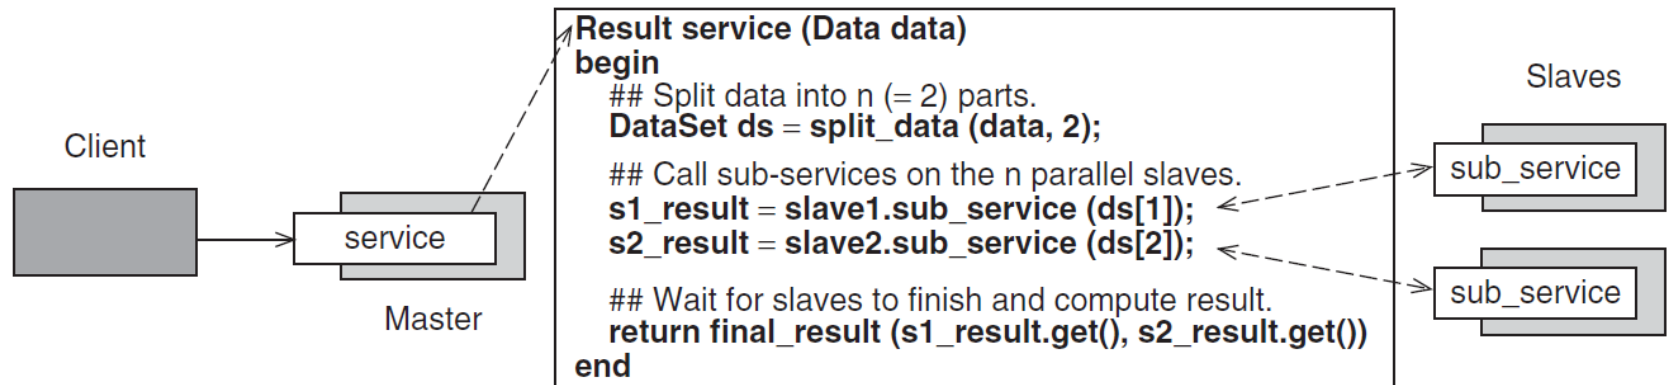 Client
service
Master
Result service (Data data)
begin
## Split data into n (= 2) parts.
DataSet ds = split_data (data, 2);
## Call sub-services on the n parallel slaves.
s1_result = slave1.sub_service (ds[1]);
s2_result = slave2.sub_service (ds[2]);
## Wait for slaves to finish and compute result.
return final_result (s1_result.get(), s2_result.get())
end
Slaves
sub_service
sub_service